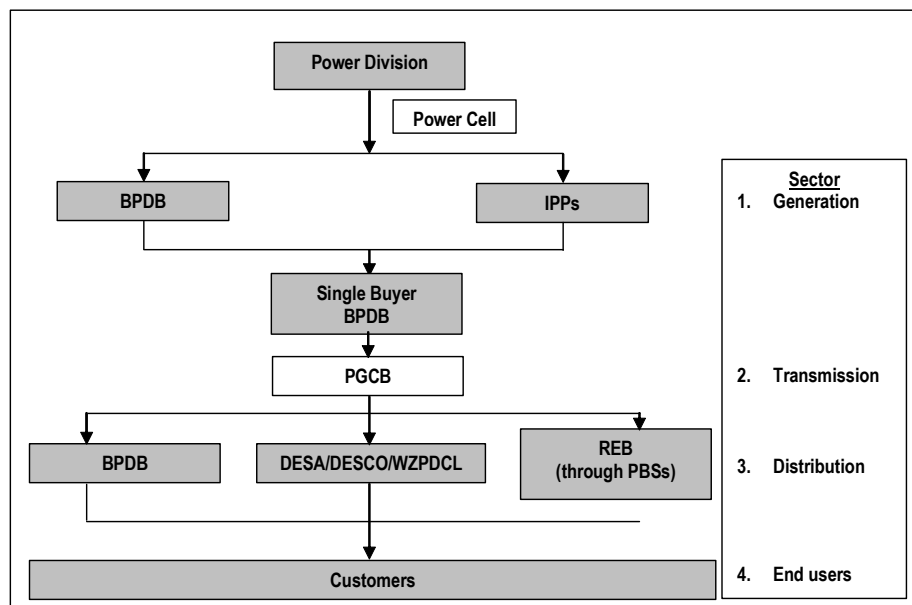 Power Division
Power Cell
BPDB
IPPs
Single Buyer
BPDB
PGCB
BPDB
DESA/DESCO/WZPDCL
REB
(through PBSs)
Customers
Sector
1. Generation
2. Transmission
3. Distribution
4. End users